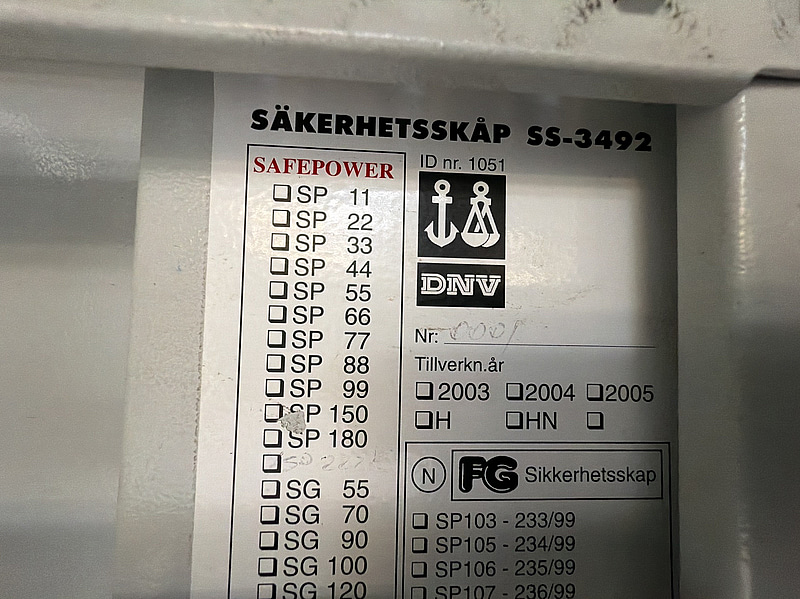 SÄKERHETSSKÅP SS-3492
SAFEPOWER
☐ SP 11
☐ SP 22
☐ SP 33
☐ SP 44
☐ SP 55
☐ SP 66
☐ SP 77
☐ SP 88
☐ SP 99
☐ SP 150
☐ SP 180
☐
☐ SG 55
☐ SG 70
☐ SG 90
☐ SG 100
☐ SG 120
ID nr. 1051
DNV
Nr:
Tillverkn.år
☐ 2003 ☐ 2004 ☐ 2005
☐ H ☐ HN ☐
N FG Sikkerhetsskap
☐ SP103 - 233/99
☐ SP105 - 234/99
☐ SP106 - 235/99
☐ SP107 - 236/99